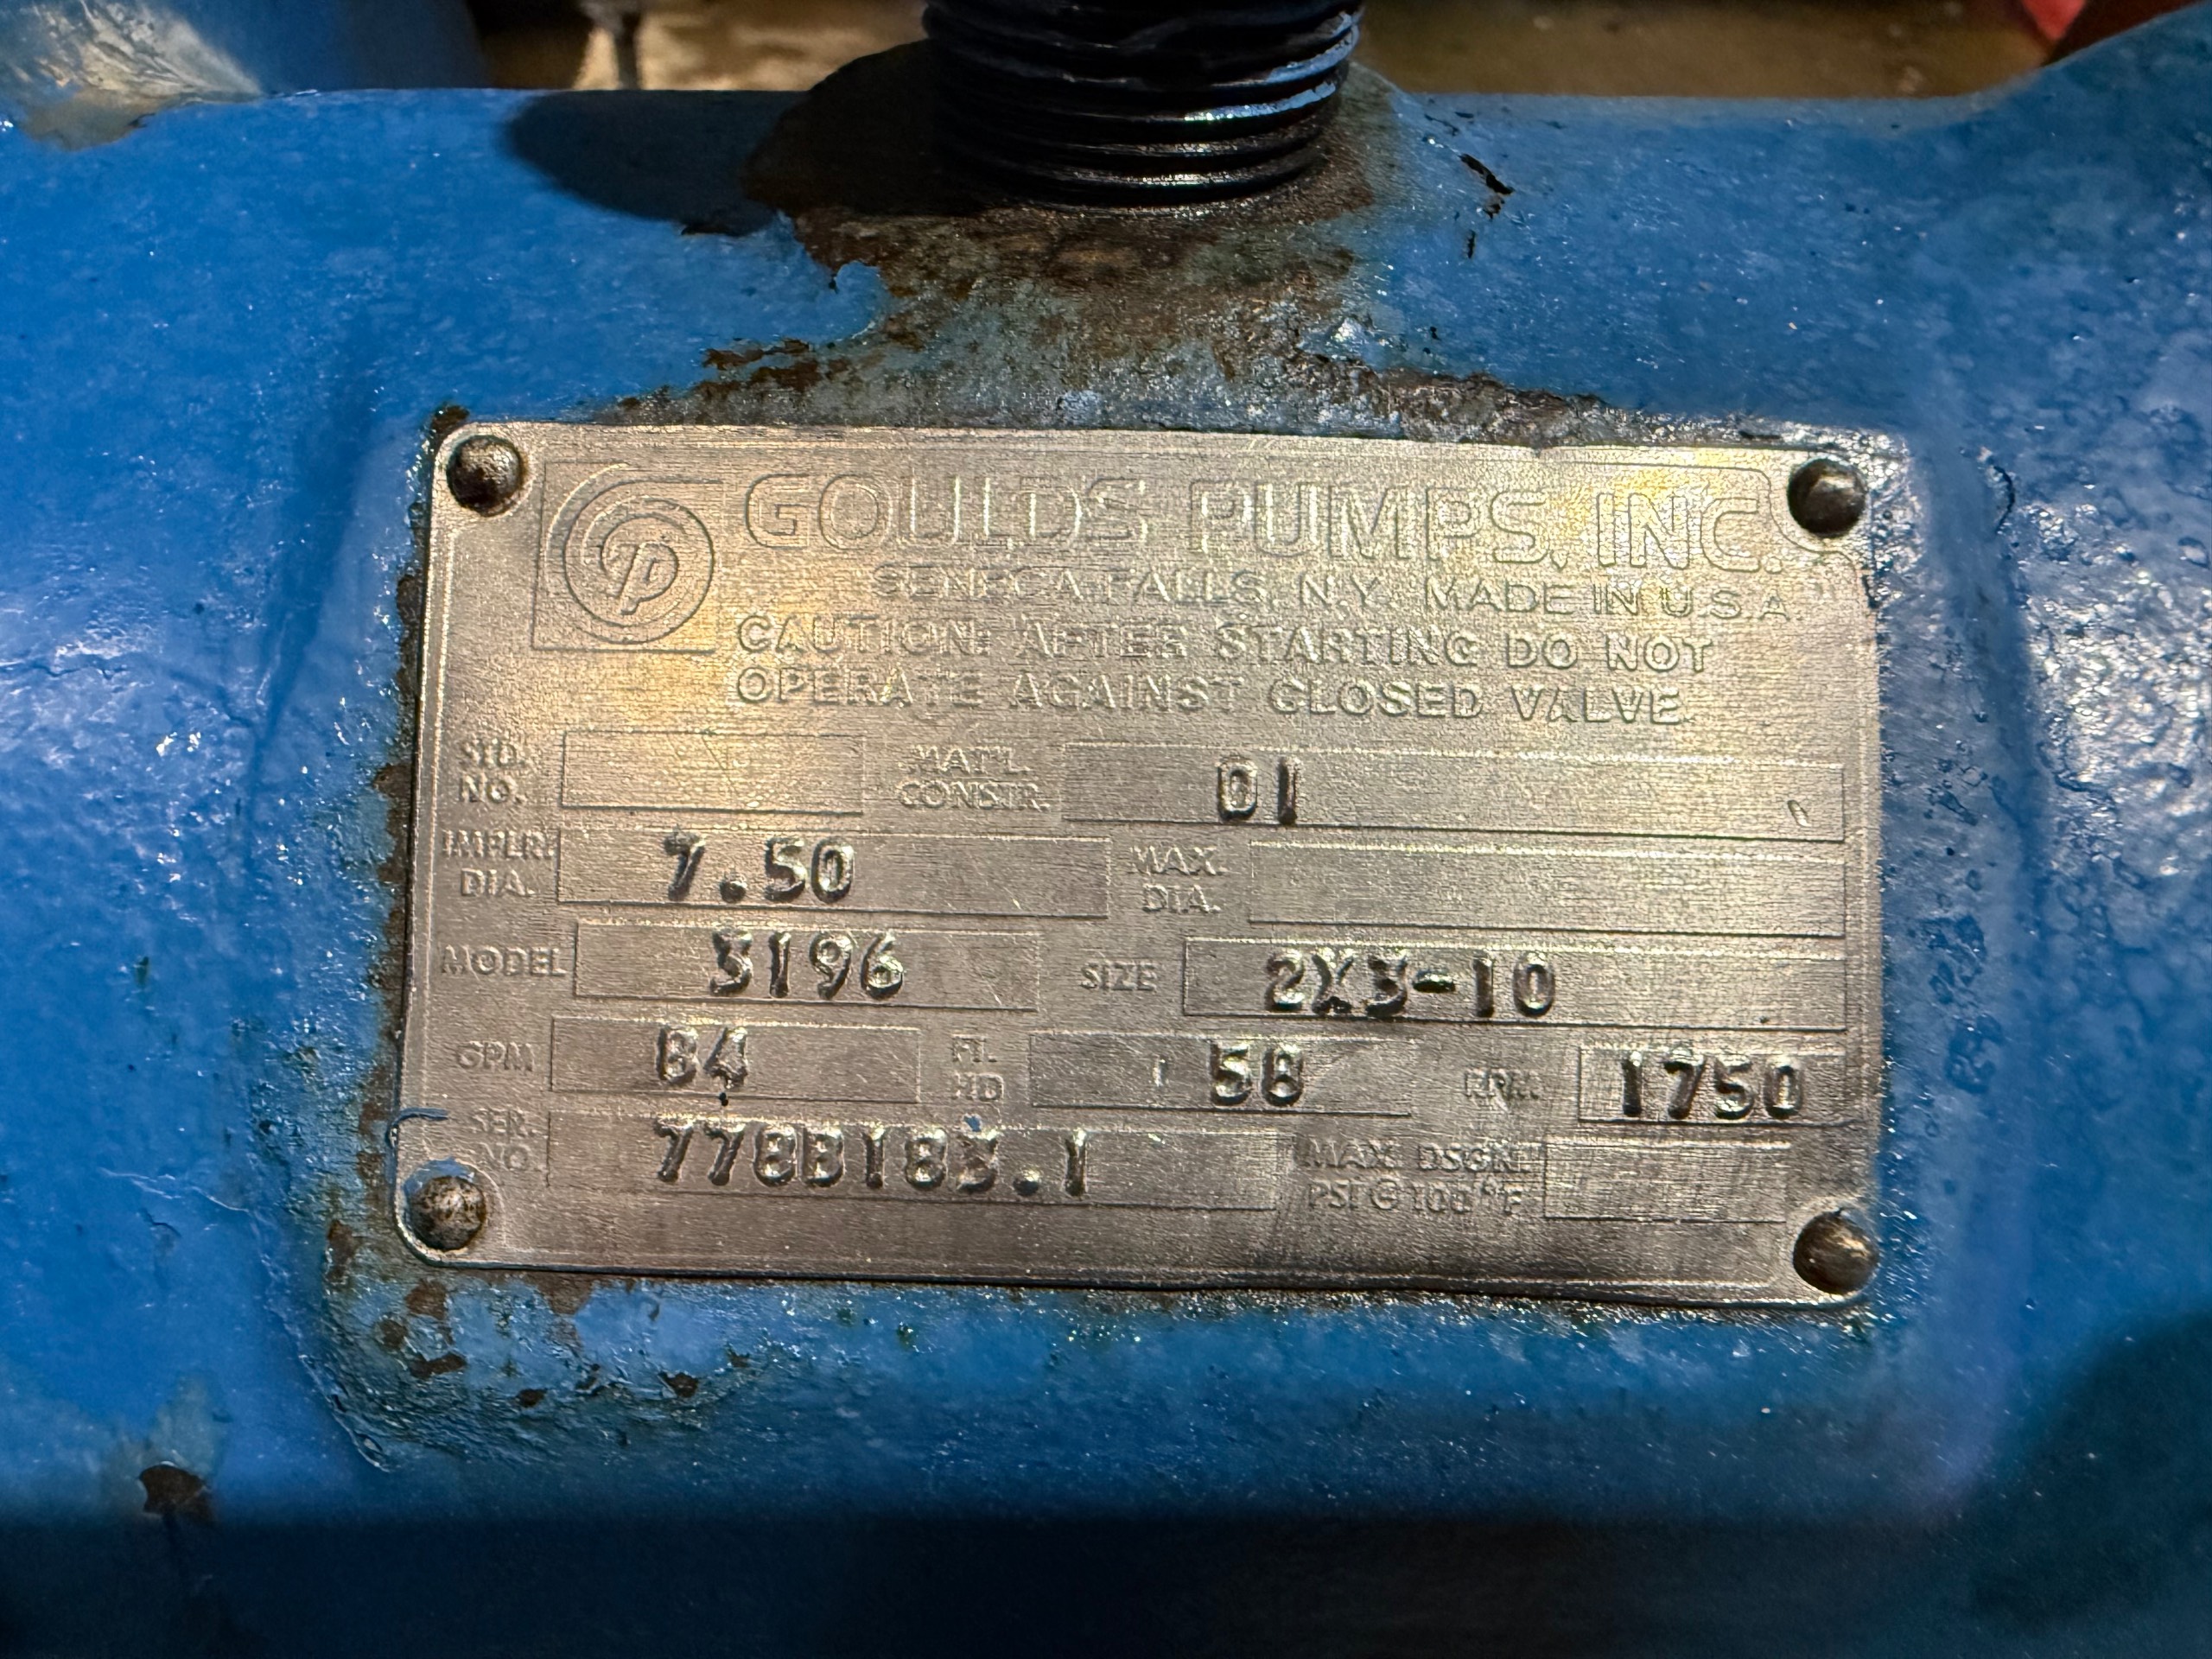 GOULDS PUMPS, INC.
SENECA FALLS, N.Y. MADE IN U.S.A.
CAUTION: AFTER STARTING DO NOT
OPERATE AGAINST CLOSED VALVE.
STD. NO. MAT'L. CONSTR. 01
IMPLR. DIA. 7.50 MAX. DIA.
MODEL 3196 SIZE 2X3-10
GPM 84 FT. HD 58 RPM 1750
SER. NO. 778B183.1 MAX. DSGN. PSI @ 100°F